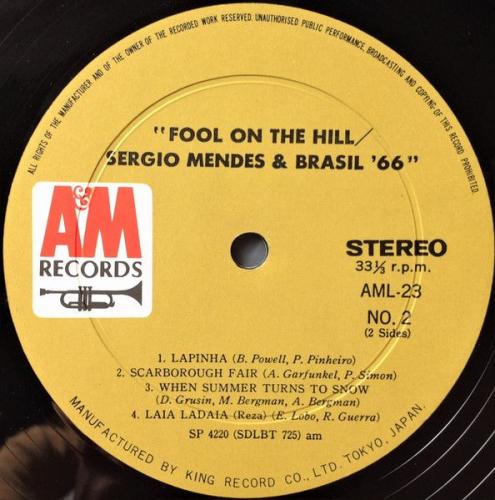 ALL RIGHTS OF THE MANUFACTURER AND OF THE OWNER OF THE RECORDED WORK RESERVED. UNAUTHORISED PUBLIC PERFORMANCE, BROADCASTING AND COPYING OF THIS RECORD PROHIBITED.
"FOOL ON THE HILL/
SERGIO MENDES & BRASIL '66"
A&M
RECORDS
STEREO
33⅓ r.p.m.
AML-23
NO. 2
(2 Sides)
1. LAPINHA (B. Powell, P. Pinheiro)
2. SCARBOROUGH FAIR (A. Garfunkel, P. Simon)
3. WHEN SUMMER TURNS TO SNOW
(D. Grusin, M. Bergman, A. Bergman)
4. LAIA LADAIA (Reza) (E. Lobo, R. Guerra)
SP 4220 (SDLBT 725) am
MANUFACTURED BY KING RECORD CO., LTD. TOKYO, JAPAN.